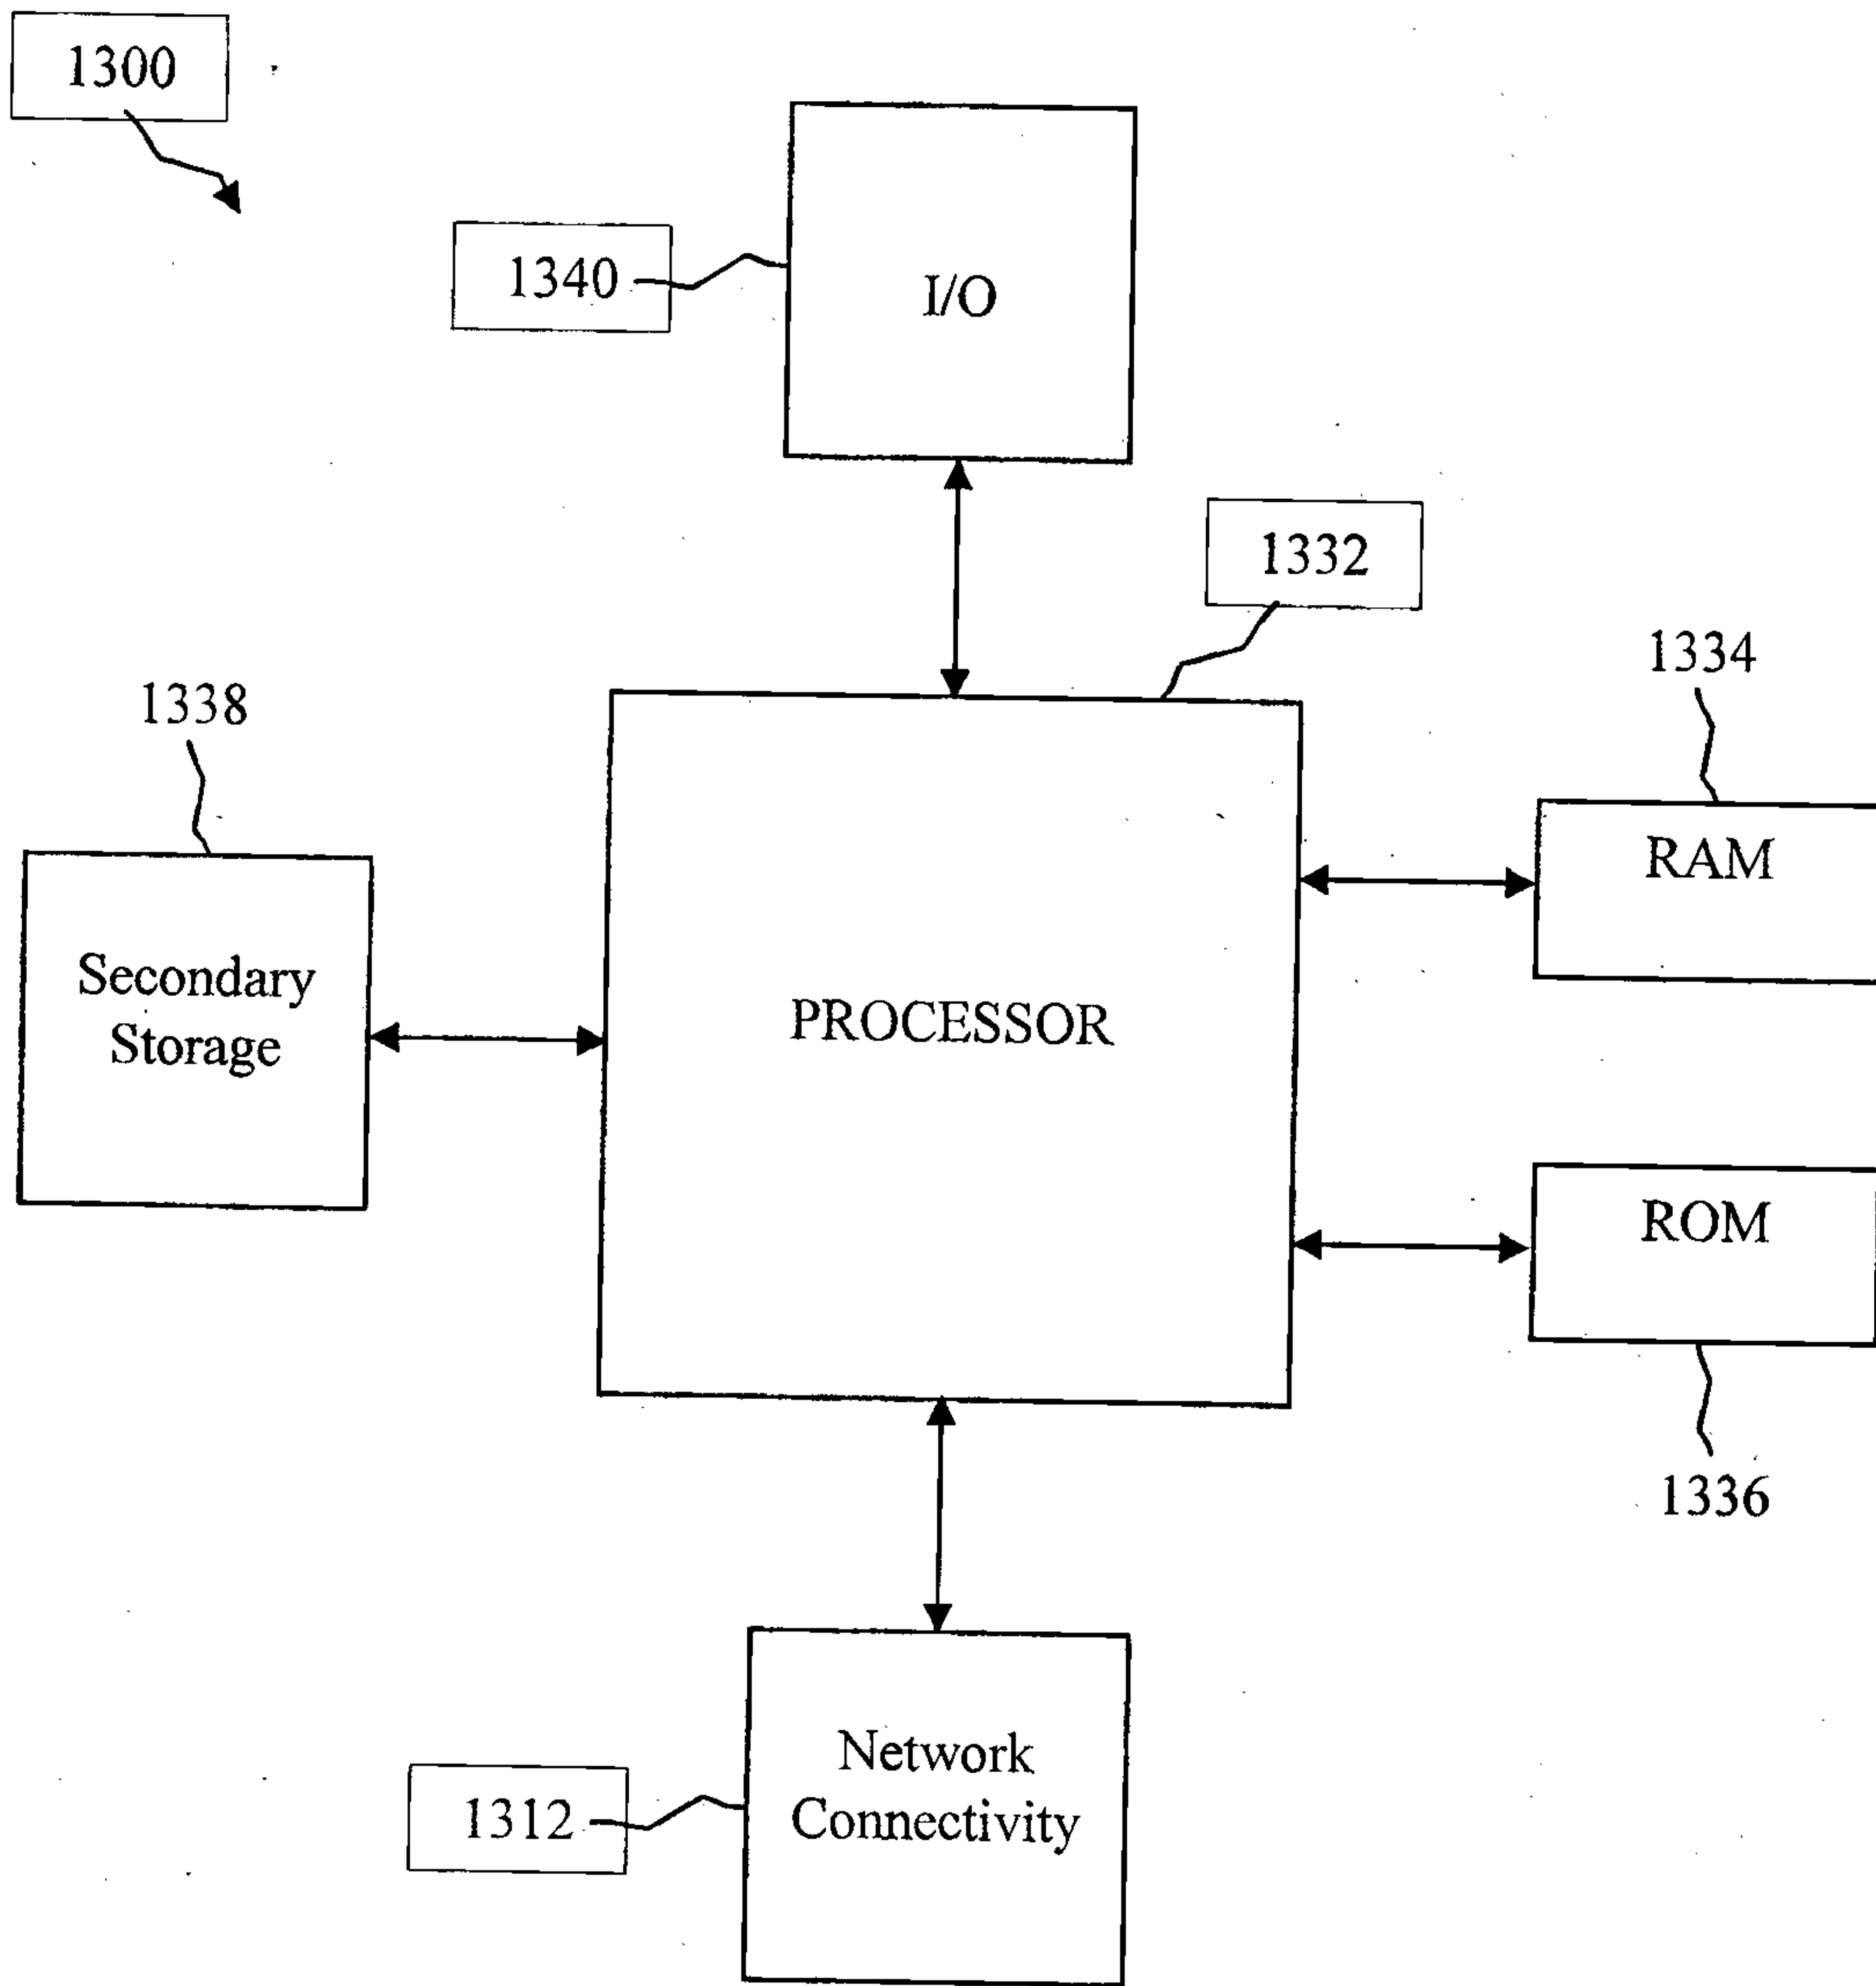 1300
1340
I/O
1332
1334
1338
RAM
Secondary
Storage
PROCESSOR
ROM
1336
Network
Connectivity
1312